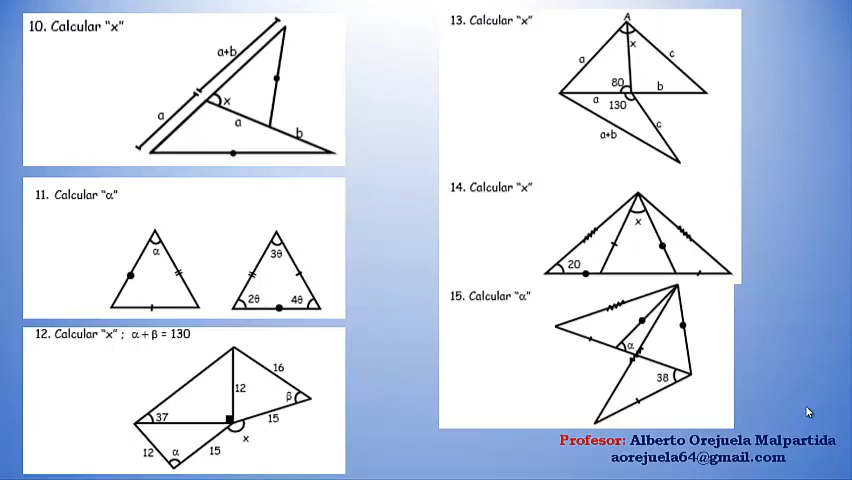 10. Calcular "x"
a+b
x
a
a
b
11. Calcular "α"
α
3θ
2θ
4θ
12. Calcular "x" ; α + β = 130
16
12
β
37
15
x
12
α
15
13. Calcular "x"
A
x
a
c
80
b
a
130
c
a+b
14. Calcular "x"
x
20
15. Calcular "α"
α
38
Profesor: Alberto Orejuela Malpartida
aorejuela64@gmail.com